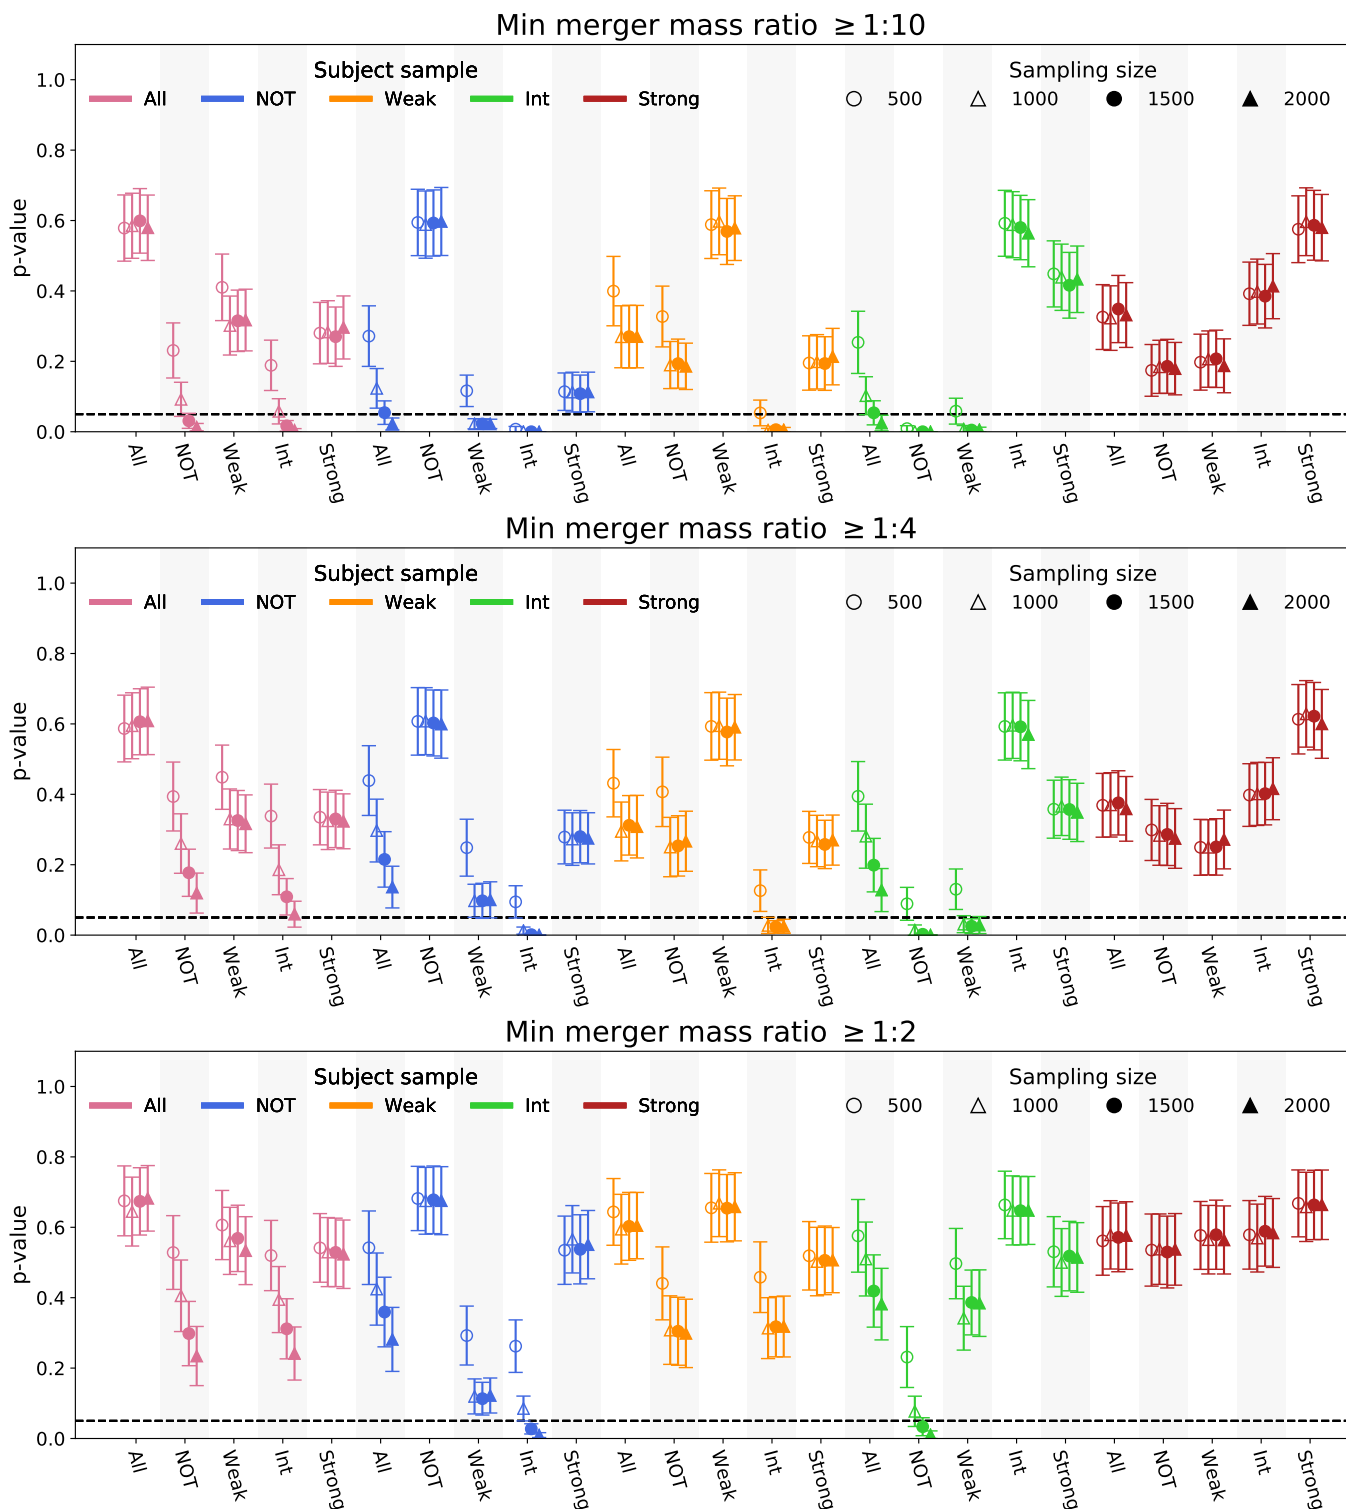 Min merger mass ratio ≥ 1:10
Subject sample
Sampling size
All NOT Weak Int Strong
500 1000 1500 2000
1.0
0.8
0.6
0.4
0.2
0.0
p-value
All NOT Weak Int Strong All NOT Weak Int Strong All NOT Weak Int Strong All NOT Weak Int Strong All NOT Weak Int Strong
Min merger mass ratio ≥ 1:4
Subject sample
Sampling size
All NOT Weak Int Strong
500 1000 1500 2000
1.0
0.8
0.6
0.4
0.2
0.0
p-value
All NOT Weak Int Strong All NOT Weak Int Strong All NOT Weak Int Strong All NOT Weak Int Strong All NOT Weak Int Strong
Min merger mass ratio ≥ 1:2
Subject sample
Sampling size
All NOT Weak Int Strong
500 1000 1500 2000
1.0
0.8
0.6
0.4
0.2
0.0
p-value
All NOT Weak Int Strong All NOT Weak Int Strong All NOT Weak Int Strong All NOT Weak Int Strong All NOT Weak Int Strong